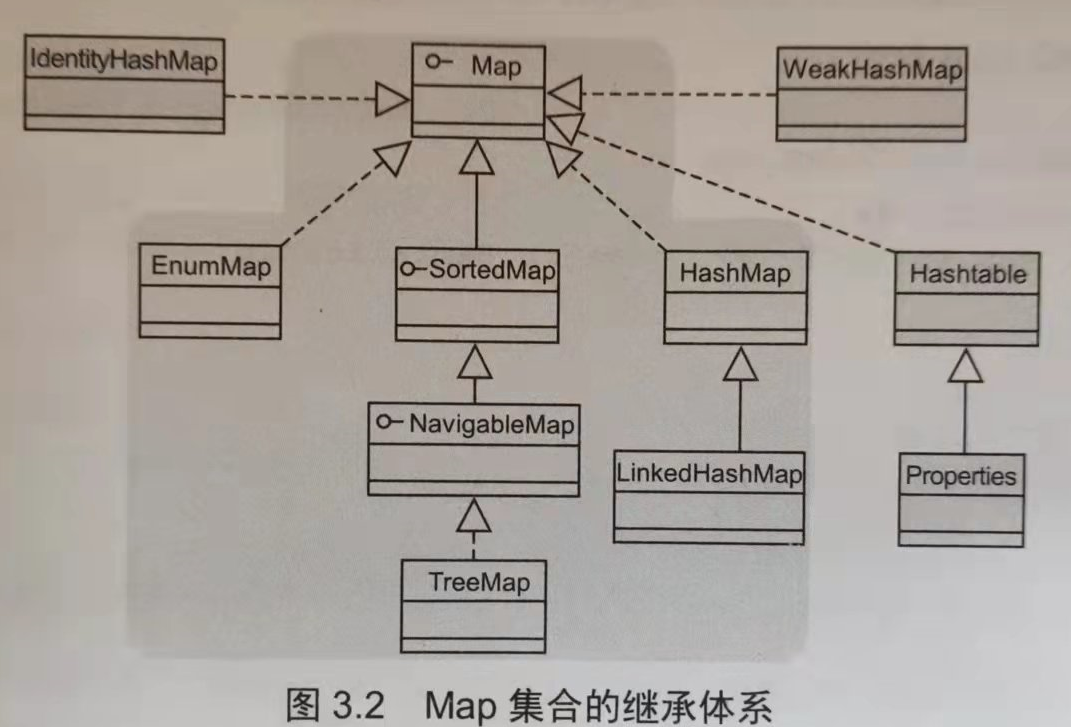 IdentityHashMap
Map
WeakHashMap
EnumMap
SortedMap
HashMap
Hashtable
NavigableMap
LinkedHashMap
Properties
TreeMap
图 3.2 Map 集合的继承体系